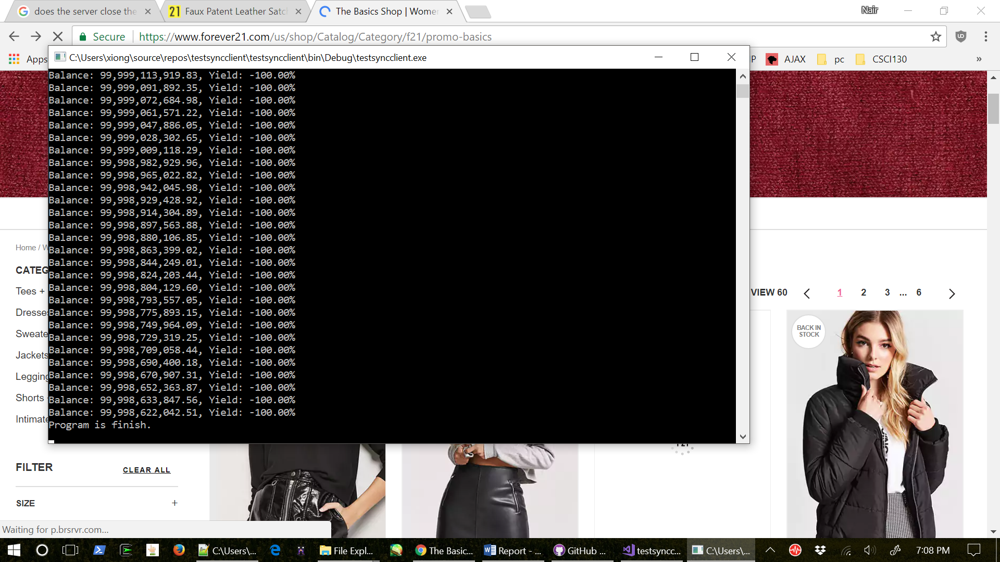 does the server close the
Faux Patent Leather Satch
The Basics Shop | Women
Nair
Secure
https://www.forever21.com/us/shop/Catalog/Category/f21/promo-basics
Apps
AJAX
pc
CSCI130
»
C:\Users\xiong\source\repos\testsyncclient\testsyncclient\bin\Debug\testsyncclient.exe
Balance: 99,999,113,919.83, Yield: -100.00%
Balance: 99,999,091,892.35, Yield: -100.00%
Balance: 99,999,072,684.98, Yield: -100.00%
Balance: 99,999,061,571.22, Yield: -100.00%
Balance: 99,999,047,886.05, Yield: -100.00%
Balance: 99,999,028,302.65, Yield: -100.00%
Balance: 99,999,009,118.29, Yield: -100.00%
Balance: 99,998,982,929.96, Yield: -100.00%
Balance: 99,998,965,022.82, Yield: -100.00%
Balance: 99,998,942,045.98, Yield: -100.00%
Balance: 99,998,929,428.92, Yield: -100.00%
Balance: 99,998,914,304.89, Yield: -100.00%
Balance: 99,998,897,563.88, Yield: -100.00%
Balance: 99,998,880,106.85, Yield: -100.00%
Balance: 99,998,863,399.02, Yield: -100.00%
Balance: 99,998,844,249.01, Yield: -100.00%
Balance: 99,998,824,203.44, Yield: -100.00%
Balance: 99,998,804,129.60, Yield: -100.00%
Balance: 99,998,793,557.05, Yield: -100.00%
Balance: 99,998,775,893.15, Yield: -100.00%
Balance: 99,998,749,964.09, Yield: -100.00%
Balance: 99,998,729,319.25, Yield: -100.00%
Balance: 99,998,709,058.44, Yield: -100.00%
Balance: 99,998,690,400.18, Yield: -100.00%
Balance: 99,998,670,907.31, Yield: -100.00%
Balance: 99,998,652,363.87, Yield: -100.00%
Balance: 99,998,633,847.56, Yield: -100.00%
Balance: 99,998,622,042.51, Yield: -100.00%
Program is finish.
Home / W
CATEG
Tees +
Dresses
Sweate
Jackets
Legging
Shorts
Intimate
VIEW 60
1 2 3 ... 6
BACK IN
STOCK
FILTER
CLEAR ALL
SIZE
+
Waiting for p.brsrvr.com...
C:\Users\...
File Expl...
The Basic...
Report - ...
GitHub ...
testsyncc...
C:\Users\...
7:08 PM